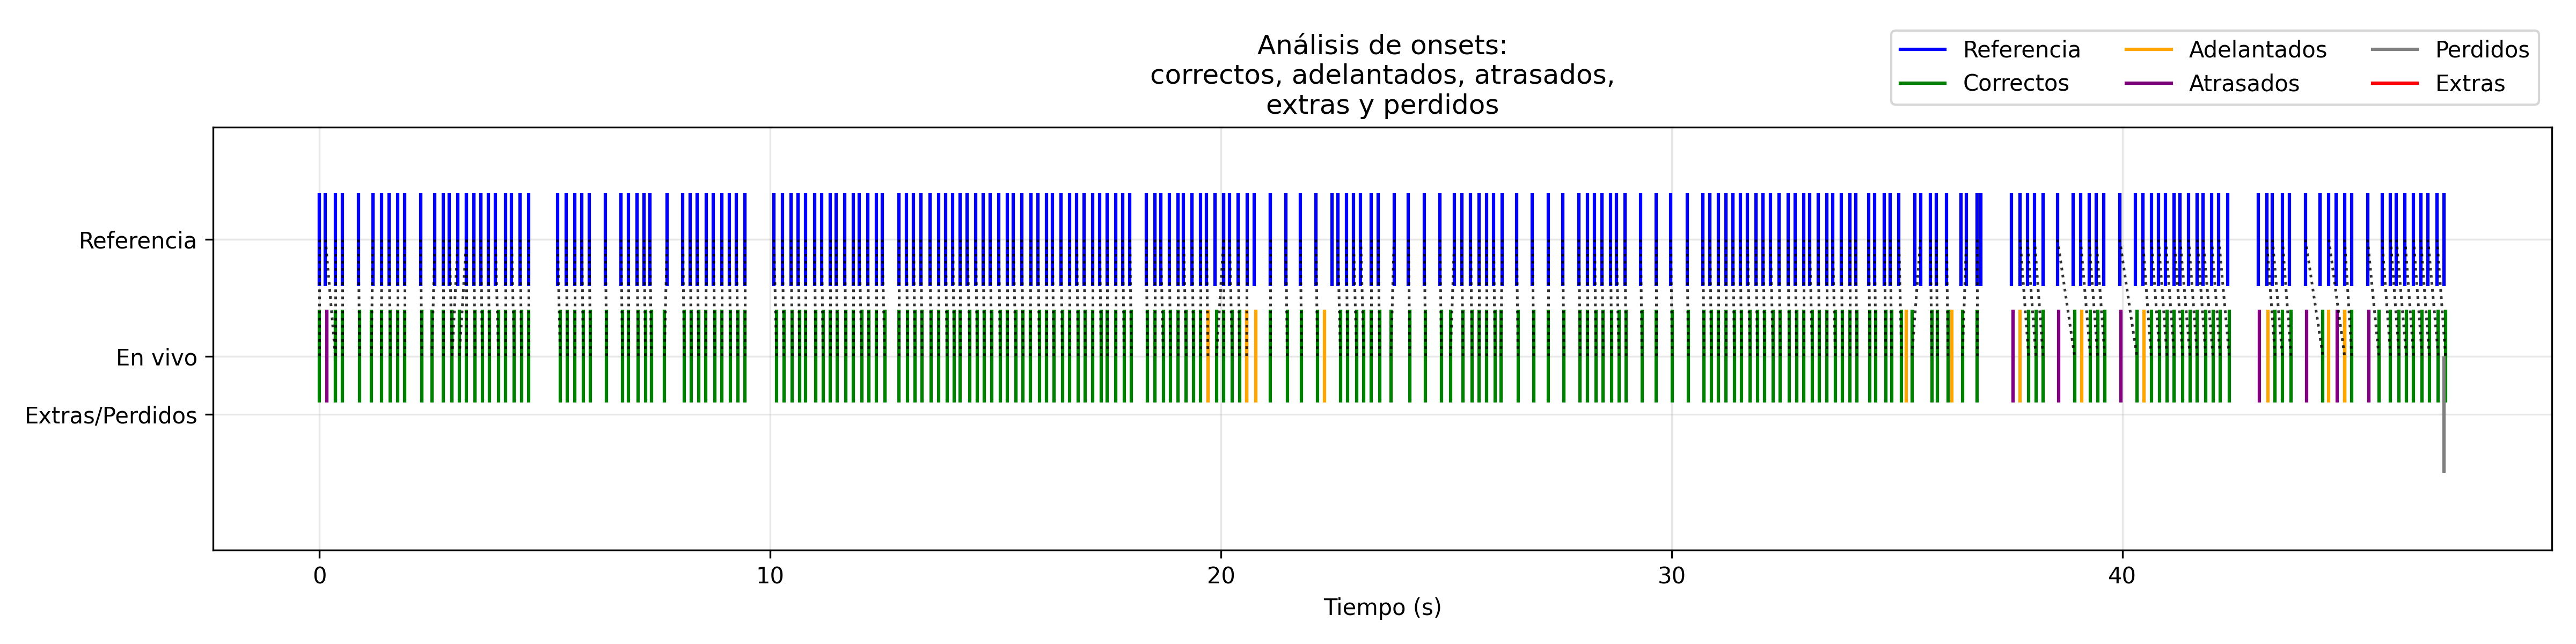 Análisis de onsets:
correctos, adelantados, atrasados,
extras y perdidos
Referencia
Correctos
Adelantados
Atrasados
Perdidos
Extras
Referencia
En vivo
Extras/Perdidos
0
10
20
30
40
Tiempo (s)